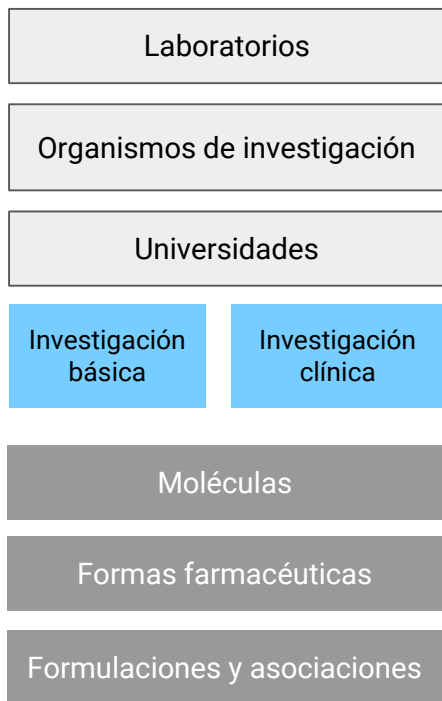 Laboratorios
Organismos de investigación
Universidades
Investigación
básica
Investigación
clínica
Moléculas
Formas farmacéuticas
Formulaciones y asociaciones